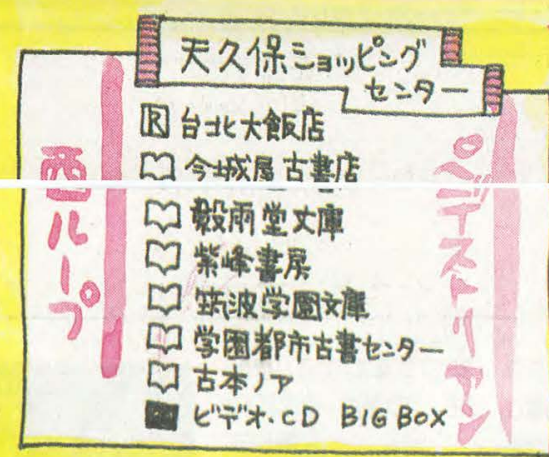 天久保ショッピング
センター
R 台北大飯店
今城屋古書店
穀雨堂文庫
紫峰書房
筑波学園文庫
学園都市古書センター
古本ノア
ビデオ・CD BIG BOX
西ループ
ペデストリアン